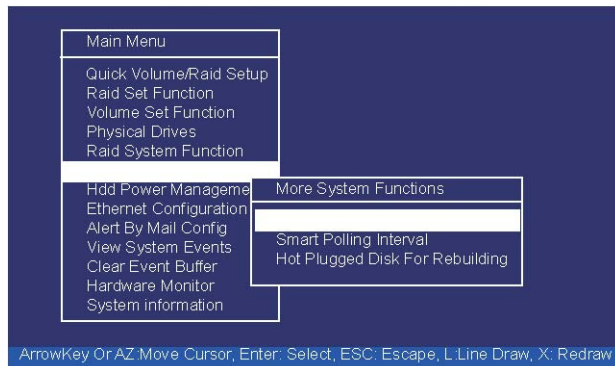 Main Menu
Quick Volume/Raid Setup
Raid Set Function
Volume Set Function
Physical Drives
Raid System Function
Hdd Power Manageme
Ethernet Configuration
Alert By Mail Config
View System Events
Clear Event Buffer
Hardware Monitor
System information
More System Functions
Smart Polling Interval
Hot Plugged Disk For Rebuilding
ArrowKey Or AZ:Move Cursor, Enter: Select, ESC: Escape, L:Line Draw, X: Redraw